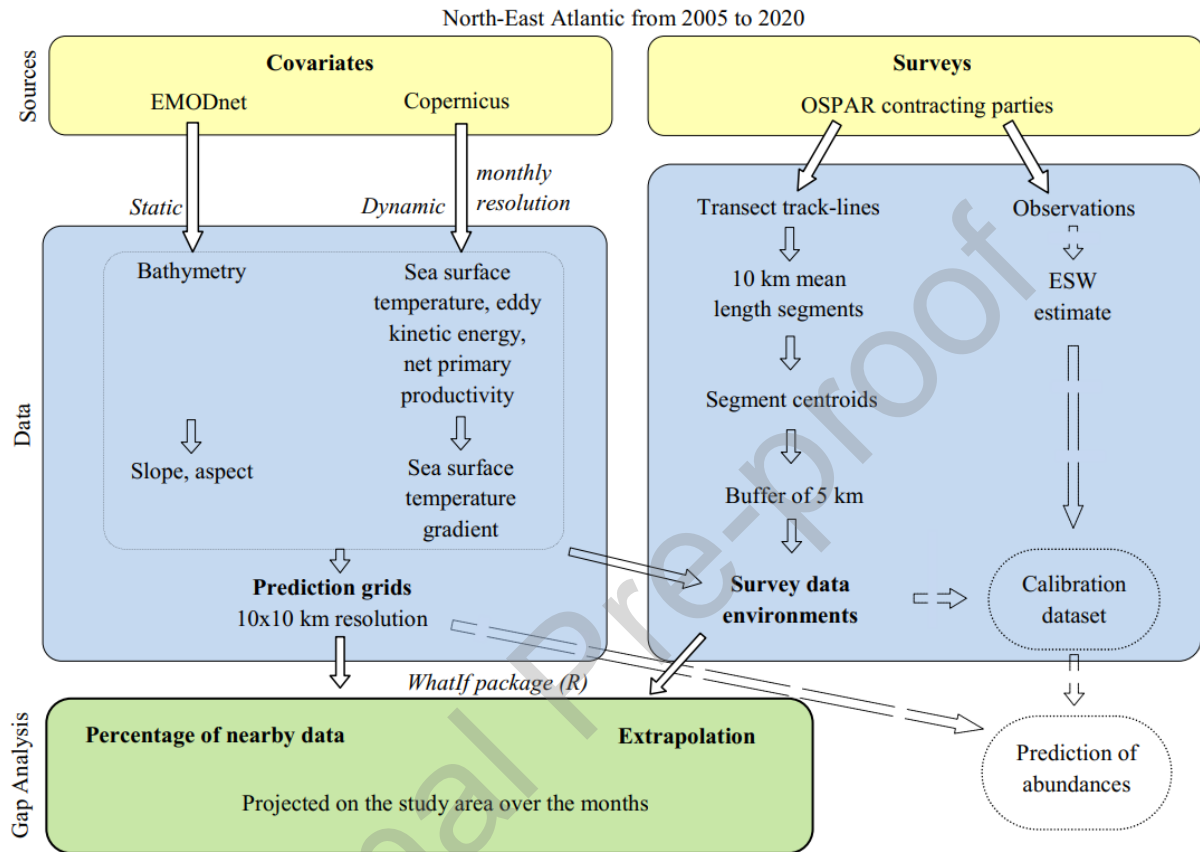 North-East Atlantic from 2005 to 2020
Sources
Covariates
EMODnet
Copernicus
Surveys
OSPAR contracting parties
Static
Dynamic
monthly
resolution
Data
Bathymetry
Slope, aspect
Sea surface
temperature, eddy
kinetic energy,
net primary
productivity
Sea surface
temperature
gradient
Prediction grids
10x10 km resolution
Transect track-lines
10 km mean
length segments
Segment centroids
Buffer of 5 km
Survey data
environments
Observations
ESW
estimate
Calibration
dataset
WhatIf package (R)
Gap Analysis
Percentage of nearby data
Extrapolation
Projected on the study area over the months
Prediction of
abundances
nal Pre-proof